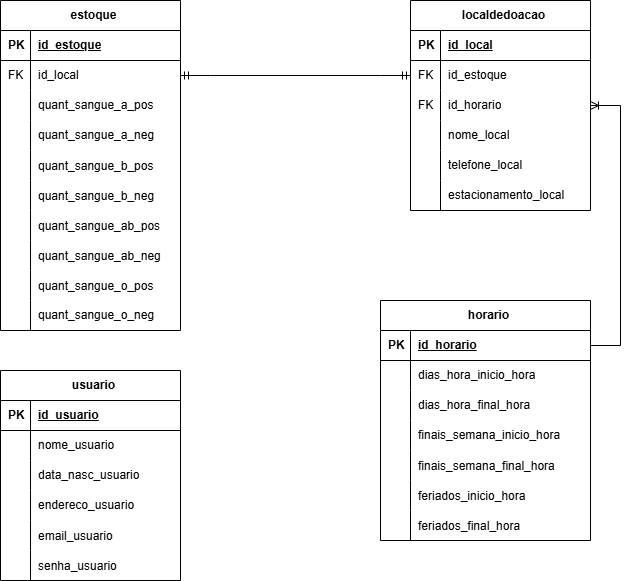 estoque
PK id_estoque
FK id_local
quant_sangue_a_pos
quant_sangue_a_neg
quant_sangue_b_pos
quant_sangue_b_neg
quant_sangue_ab_pos
quant_sangue_ab_neg
quant_sangue_o_pos
quant_sangue_o_neg
localdedoacao
PK id_local
FK id_estoque
FK id_horario
nome_local
telefone_local
estacionamento_local
usuario
PK id_usuario
nome_usuario
data_nasc_usuario
endereco_usuario
email_usuario
senha_usuario
horario
PK id_horario
dias_hora_inicio_hora
dias_hora_final_hora
finais_semana_inicio_hora
finais_semana_final_hora
feriados_inicio_hora
feriados_final_hora